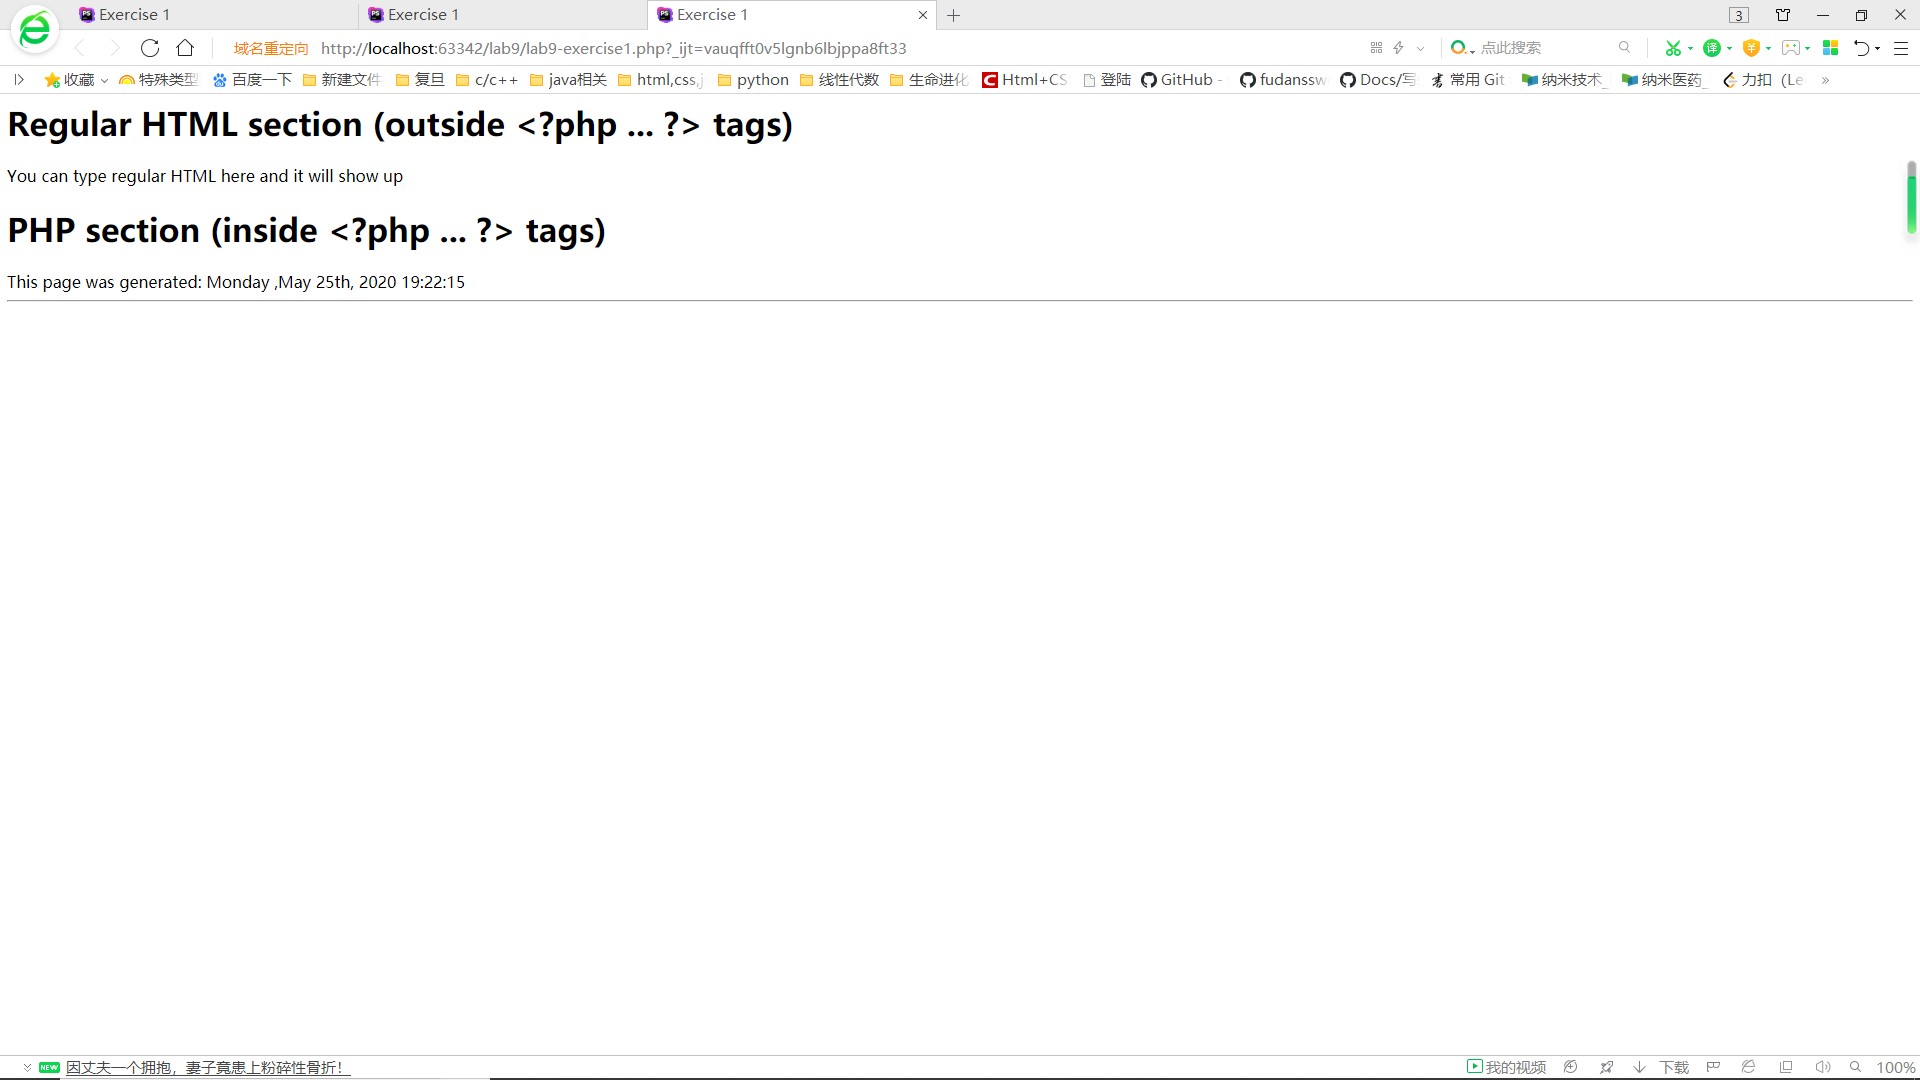 Exercise 1
Exercise 1
Exercise 1
3
域名重定向 http://localhost:63342/lab9/lab9-exercise1.php?_ijt=vauqfft0v5lgnb6lbjppa8ft33
点此搜索
译
收藏 特殊类型 百度一下 新建文件 复旦 c/c++ java相关 html,css,j python 线性代数 生命进化 Html+CS 登陆 GitHub - fudanssw Docs/写 常用 Git 纳米技术_ 纳米医药_ 力扣 (Le »
Regular HTML section (outside <?php ... ?> tags)
You can type regular HTML here and it will show up
PHP section (inside <?php ... ?> tags)
This page was generated: Monday ,May 25th, 2020 19:22:15
NEW 因丈夫一个拥抱，妻子竟患上粉碎性骨折！
我的视频 下载 100%